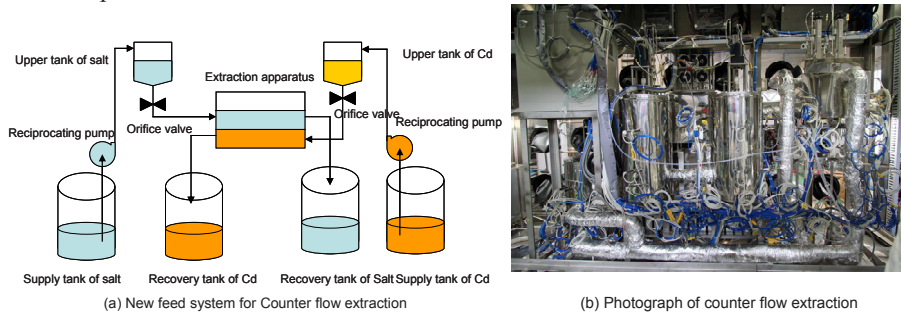 Upper tank of salt
Upper tank of Cd
Extraction apparatus
Orifice valve
Orifice valve
Reciprocating pump
Reciprocating pump
Supply tank of salt
Recovery tank of Cd
Recovery tank of Salt
Supply tank of Cd
(a) New feed system for Counter flow extraction
(b) Photograph of counter flow extraction